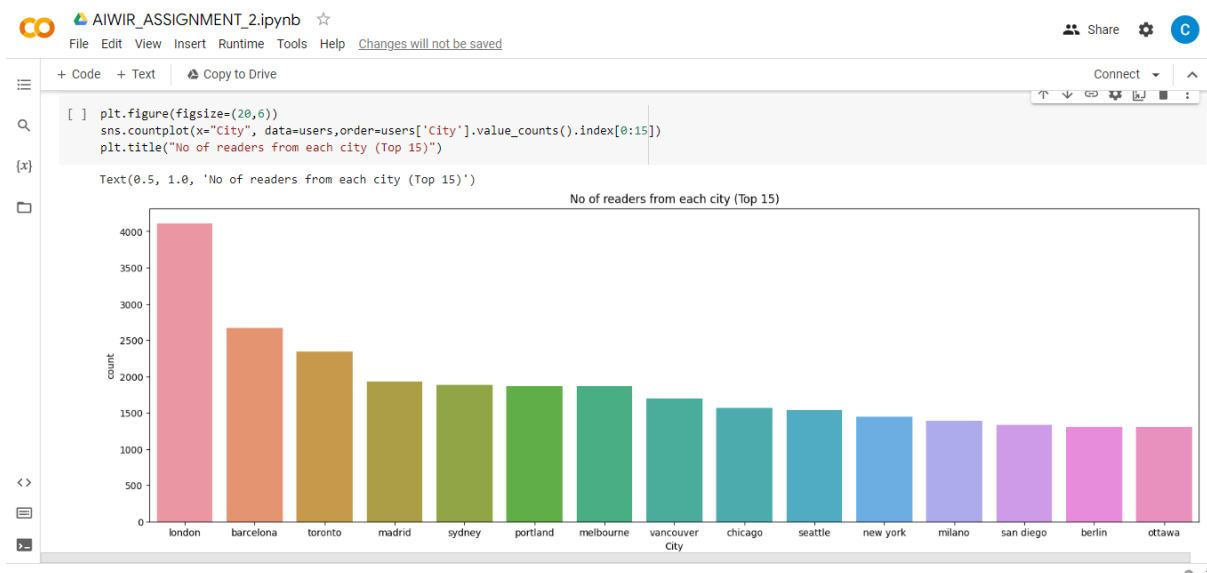 AIWIR_ASSIGNMENT_2.ipynb
File Edit View Insert Runtime Tools Help Changes will not be saved
Share
C
+ Code + Text Copy to Drive
Connect
[ ] plt.figure(figsize=(20,6))
sns.countplot(x="City", data=users,order=users['City'].value_counts().index[0:15])
plt.title("No of readers from each city (Top 15)")
{x}
Text(0.5, 1.0, 'No of readers from each city (Top 15)')
No of readers from each city (Top 15)
4000
3500
3000
2500
2000
1500
1000
500
0
count
london barcelona toronto madrid sydney portland melbourne vancouver chicago seattle new york milano san diego berlin ottawa
City